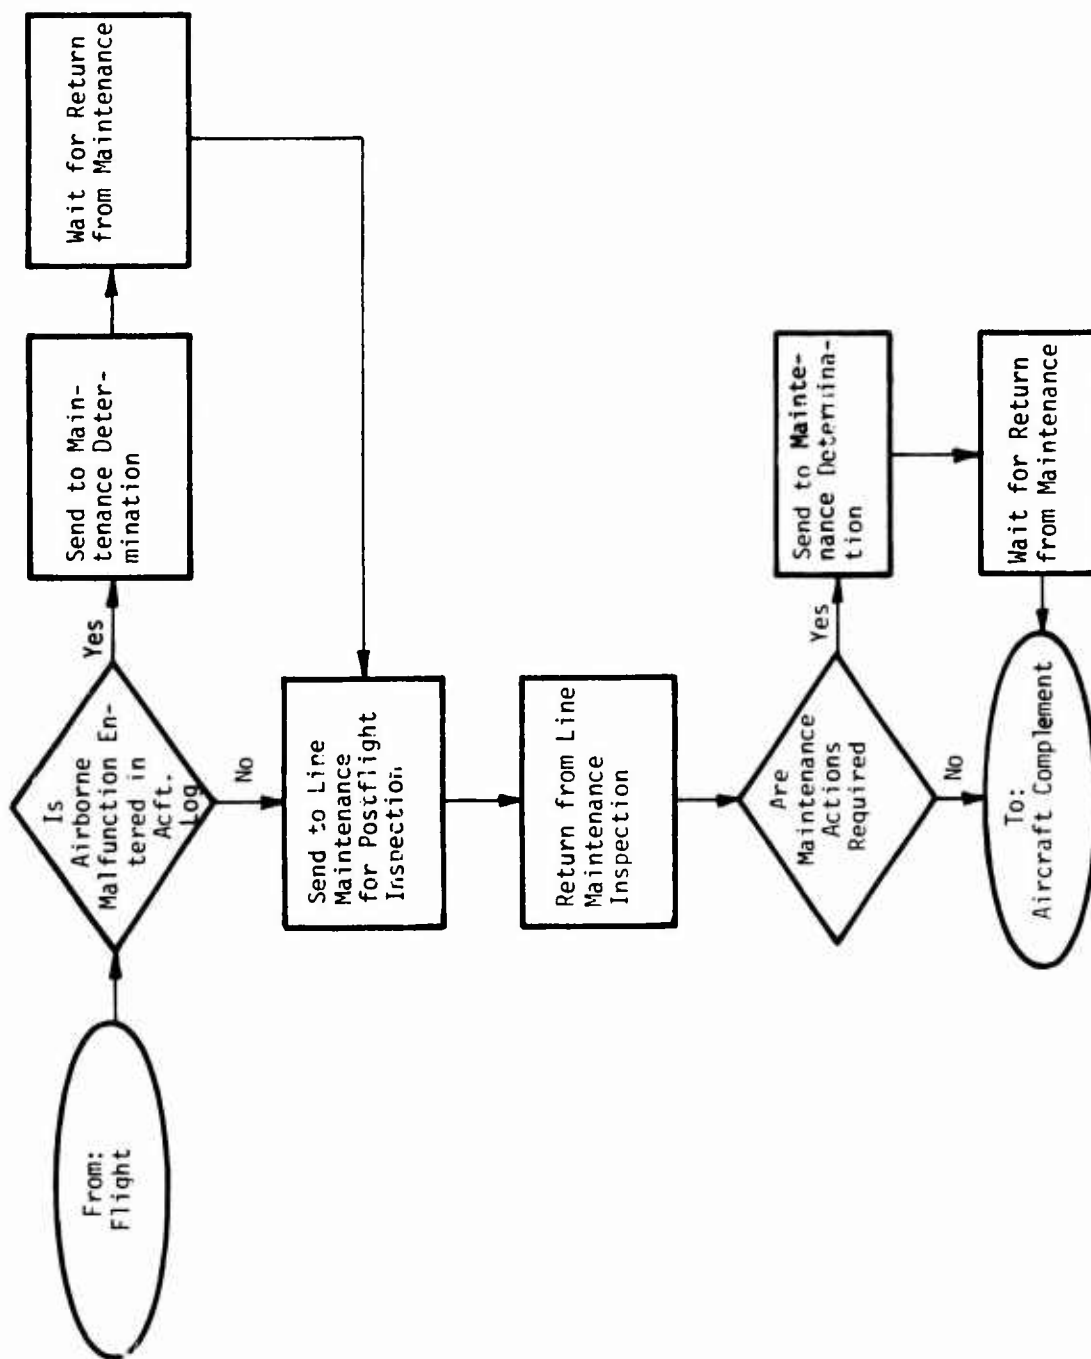 From:
Flight
Is
Airborne
Malfunction En-
tered in
Acft.
Log
Yes
No
Send to Main-
tenance Deter-
mination
Wait for Return
from Maintenance
Send to Line
Maintenance
for Postflight
Inspection
Return from Line
Maintenance
Inspection
Are
Maintenance
Actions
Required
Yes
No
Send to Mainte-
nance Determina-
tion
Wait for Return
from Maintenance
To:
Aircraft Complement